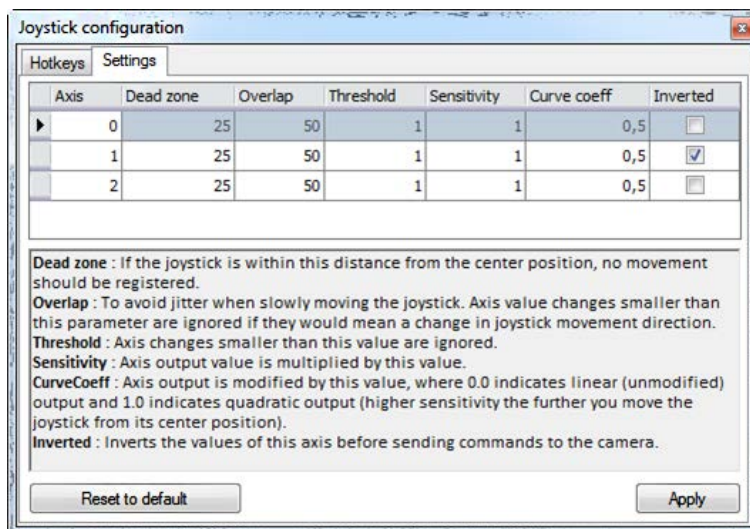 Joystick configuration
Hotkeys Settings
Axis Dead zone Overlap Threshold Sensitivity Curve coeff Inverted
0 25 50 1 1 0,5
1 25 50 1 1 0,5
2 25 50 1 1 0,5
Dead zone : If the joystick is within this distance from the center position, no movement
should be registered.
Overlap : To avoid jitter when slowly moving the joystick. Axis value changes smaller than
this parameter are ignored if they would mean a change in joystick movement direction.
Threshold : Axis changes smaller than this value are ignored.
Sensitivity : Axis output value is multiplied by this value.
CurveCoeff : Axis output is modified by this value, where 0.0 indicates linear (unmodified)
output and 1.0 indicates quadratic output (higher sensitivity the further you move the
joystick from its center position).
Inverted : Inverts the values of this axis before sending commands to the camera.
Reset to default Apply